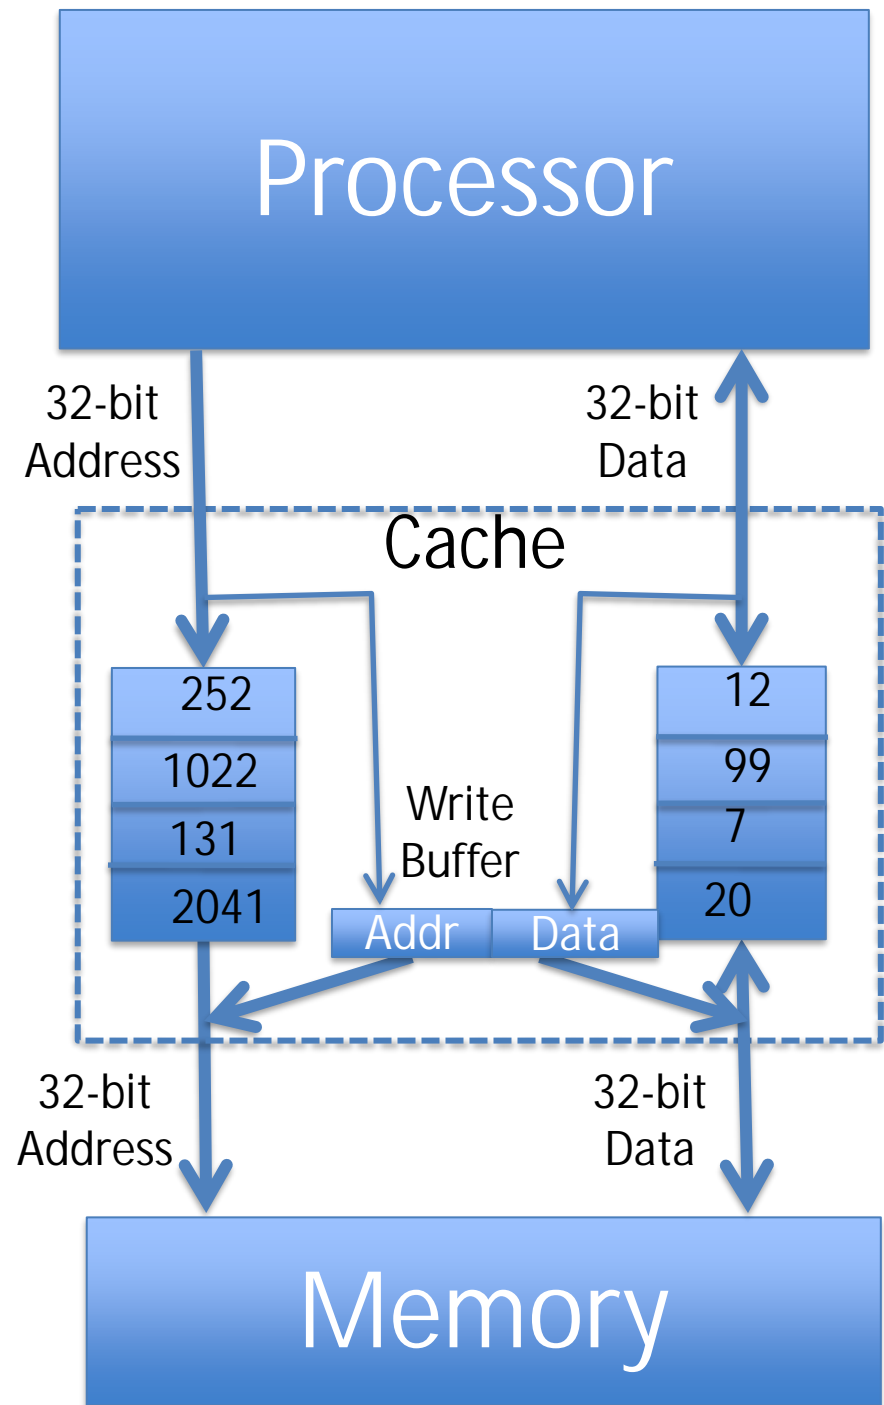 Processor
32-bit
Address
32-bit
Data
Cache
252
1022
131
2041
12
99
7
20
Write
Buffer
Addr
Data
32-bit
Address
32-bit
Data
Memory